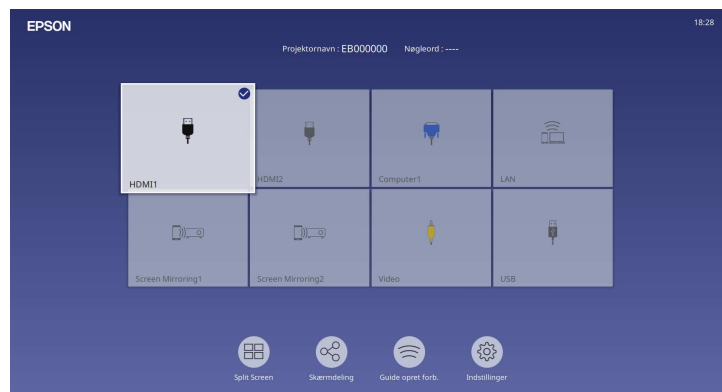 EPSON
18:28
Projektornavn : EB000000 Nøgleord : ----
HDMI1
HDMI2
Computer1
LAN
Screen Mirroring1
Screen Mirroring2
Video
USB
Split Screen
Skærmdeling
Guide opret forb.
Indstillinger